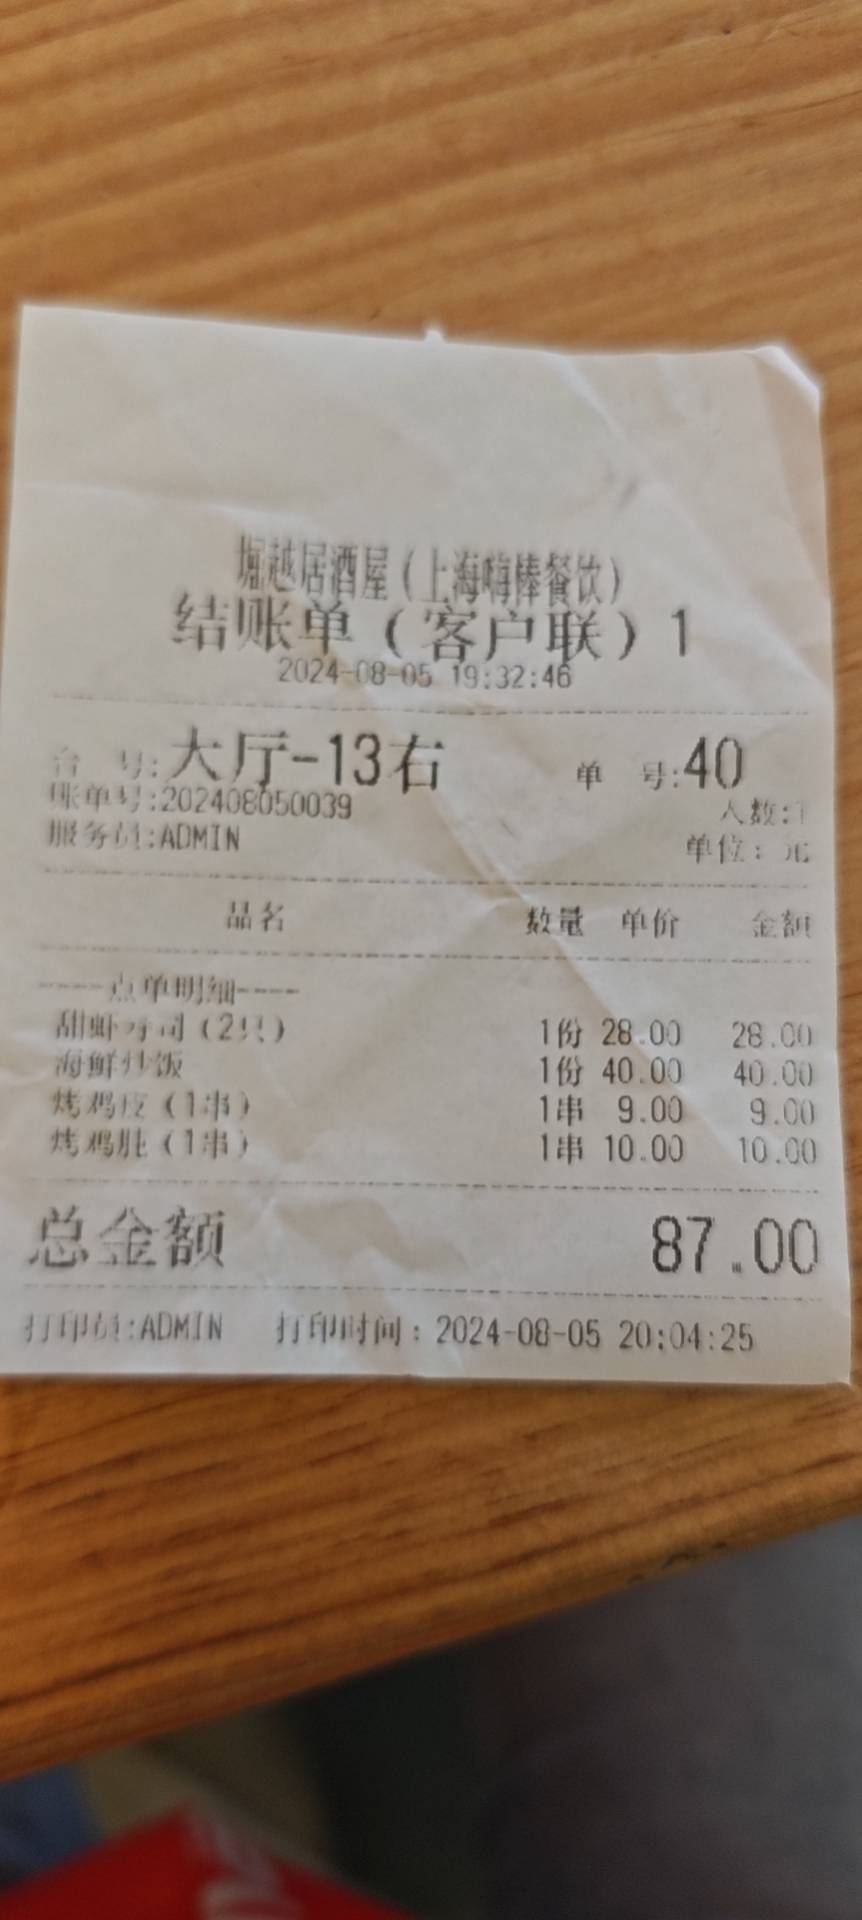 堀越居酒屋(上海嗨棒餐饮)
结账单(客户联)1
2024-08-05 19:32:46
台 号:大厅-13右 单 号:40
账单号:202408050039 人数:1
服务员:ADMIN 单位: 元
品名 数量 单价 金额
----点单明细----
甜虾寿司(2只) 1份 28.00 28.00
海鲜炒饭 1份 40.00 40.00
烤鸡皮(1串) 1串 9.00 9.00
烤鸡肫(1串) 1串 10.00 10.00
总金额 87.00
打印员:ADMIN 打印时间: 2024-08-05 20:04:25